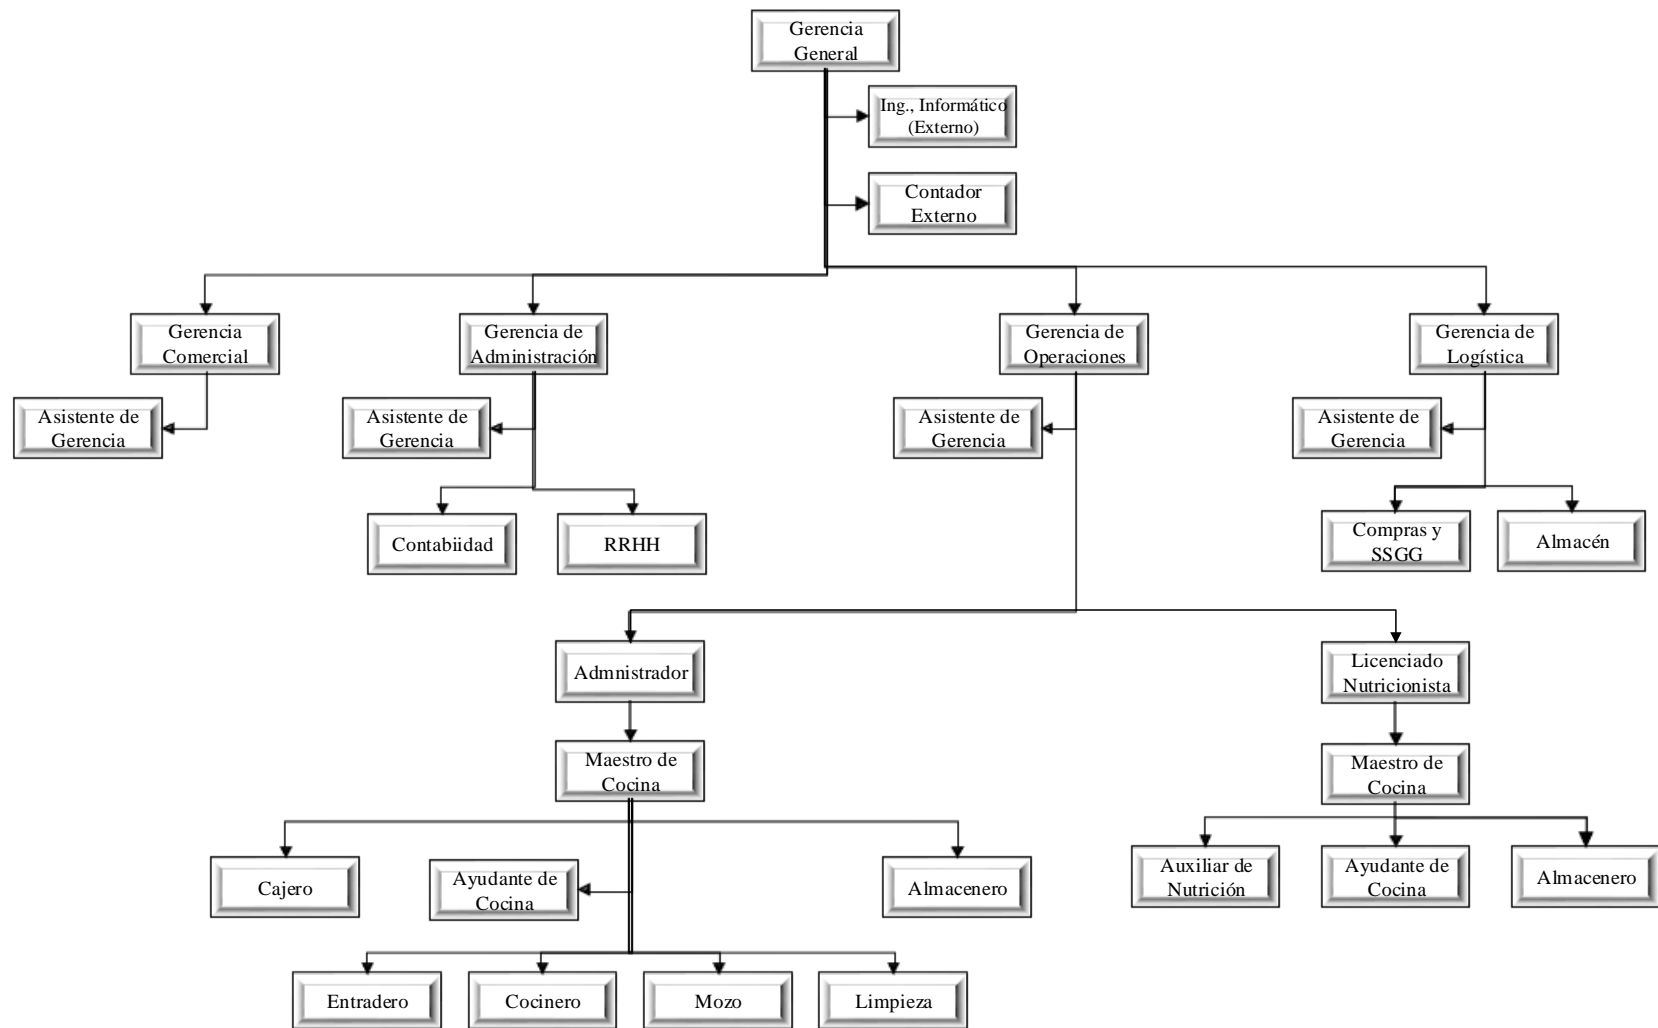 Gerencia
General
Ing., Informático
(Externo)
Contador
Externo
Gerencia
Comercial
Gerencia de
Administración
Gerencia de
Operaciones
Gerencia de
Logística
Asistente de
Gerencia
Asistente de
Gerencia
Asistente de
Gerencia
Asistente de
Gerencia
Contabiidad
RRHH
Compras y
SSGG
Almacén
Admnistrador
Licenciado
Nutricionista
Maestro de
Cocina
Maestro de
Cocina
Cajero
Ayudante de
Cocina
Almacenero
Auxiliar de
Nutrición
Ayudante de
Cocina
Almacenero
Entradero
Cocinero
Mozo
Limpieza